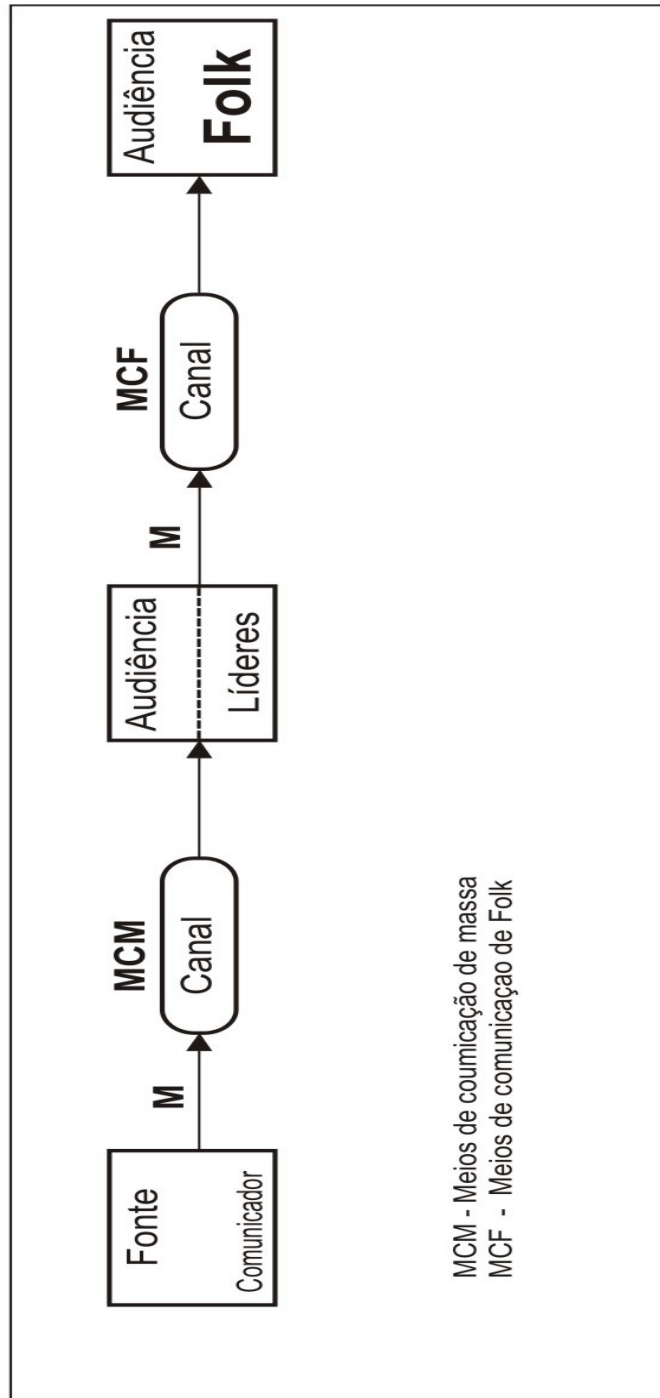 Fonte
Comunicador
M
MCM
Canal
Audiência
Líderes
M
MCF
Canal
Audiência
Folk
MCM - Meios de coumicação de massa
MCF - Meios de comunicaçao de Folk